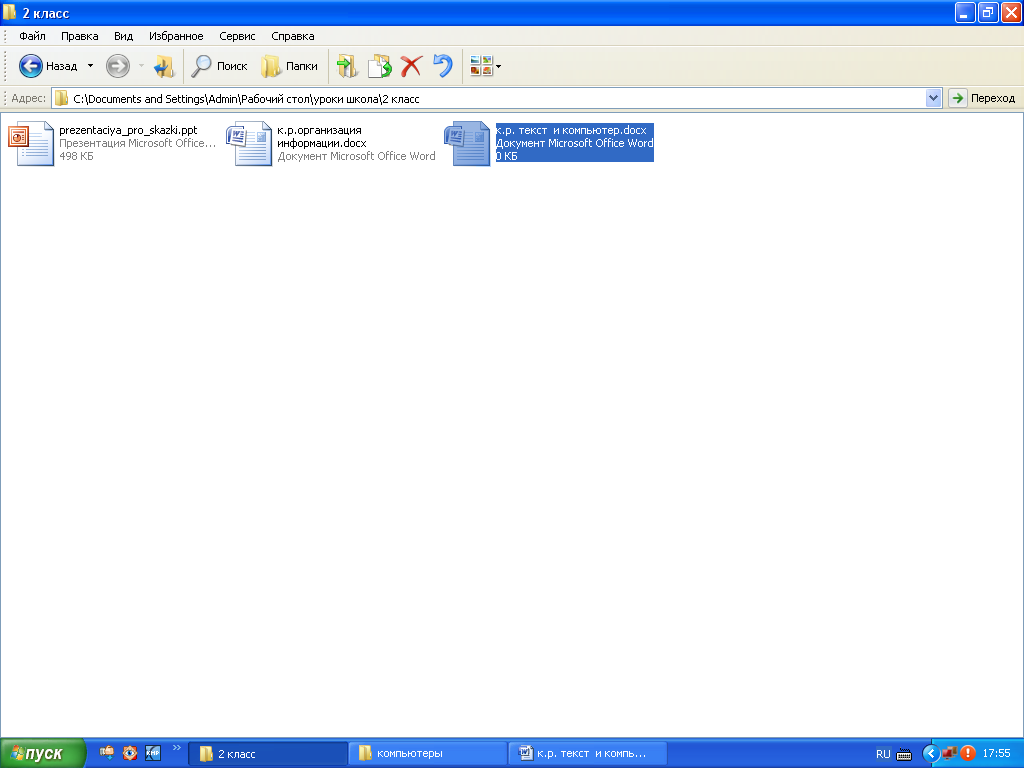 2 класс
Файл Правка Вид Избранное Сервис Справка
Назад Поиск Папки
Адрес: C:\Documents and Settings\Admin\Рабочий стол\уроки школа\2 класс Переход
prezentaciya_pro_skazki.ppt
Презентация Microsoft Office...
498 КБ
к.р.организация
информации.docx
Документ Microsoft Office Word
к.р. текст и компьютер.docx
Документ Microsoft Office Word
0 КБ
пуск » 2 класс компьютеры к.р. текст и компь... RU 17:55